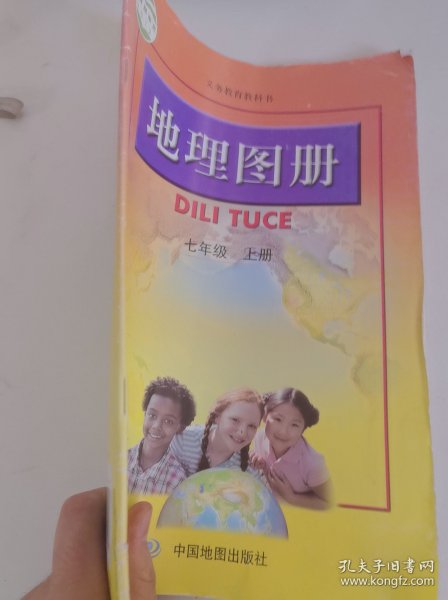 义务教育教科书
地理图册
DILI TUCE
七年级 上册
中国地图出版社
孔夫子旧书网
www.kongfz.com